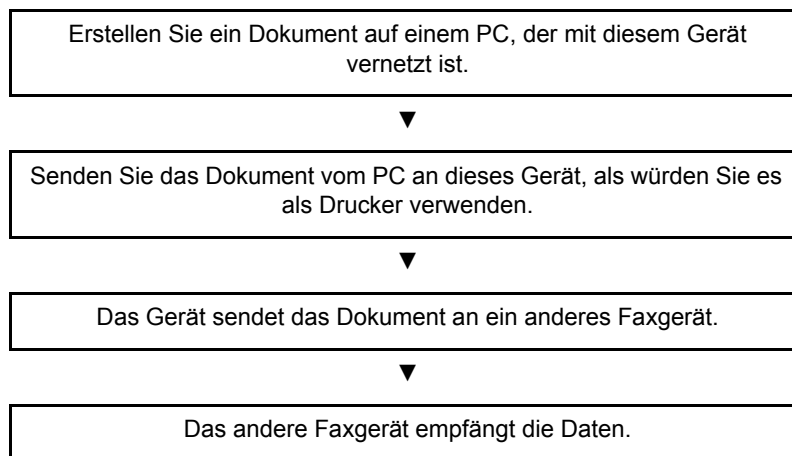 Erstellen Sie ein Dokument auf einem PC, der mit diesem Gerät
vernetzt ist.
▼
Senden Sie das Dokument vom PC an dieses Gerät, als würden Sie es
als Drucker verwenden.
▼
Das Gerät sendet das Dokument an ein anderes Faxgerät.
▼
Das andere Faxgerät empfängt die Daten.